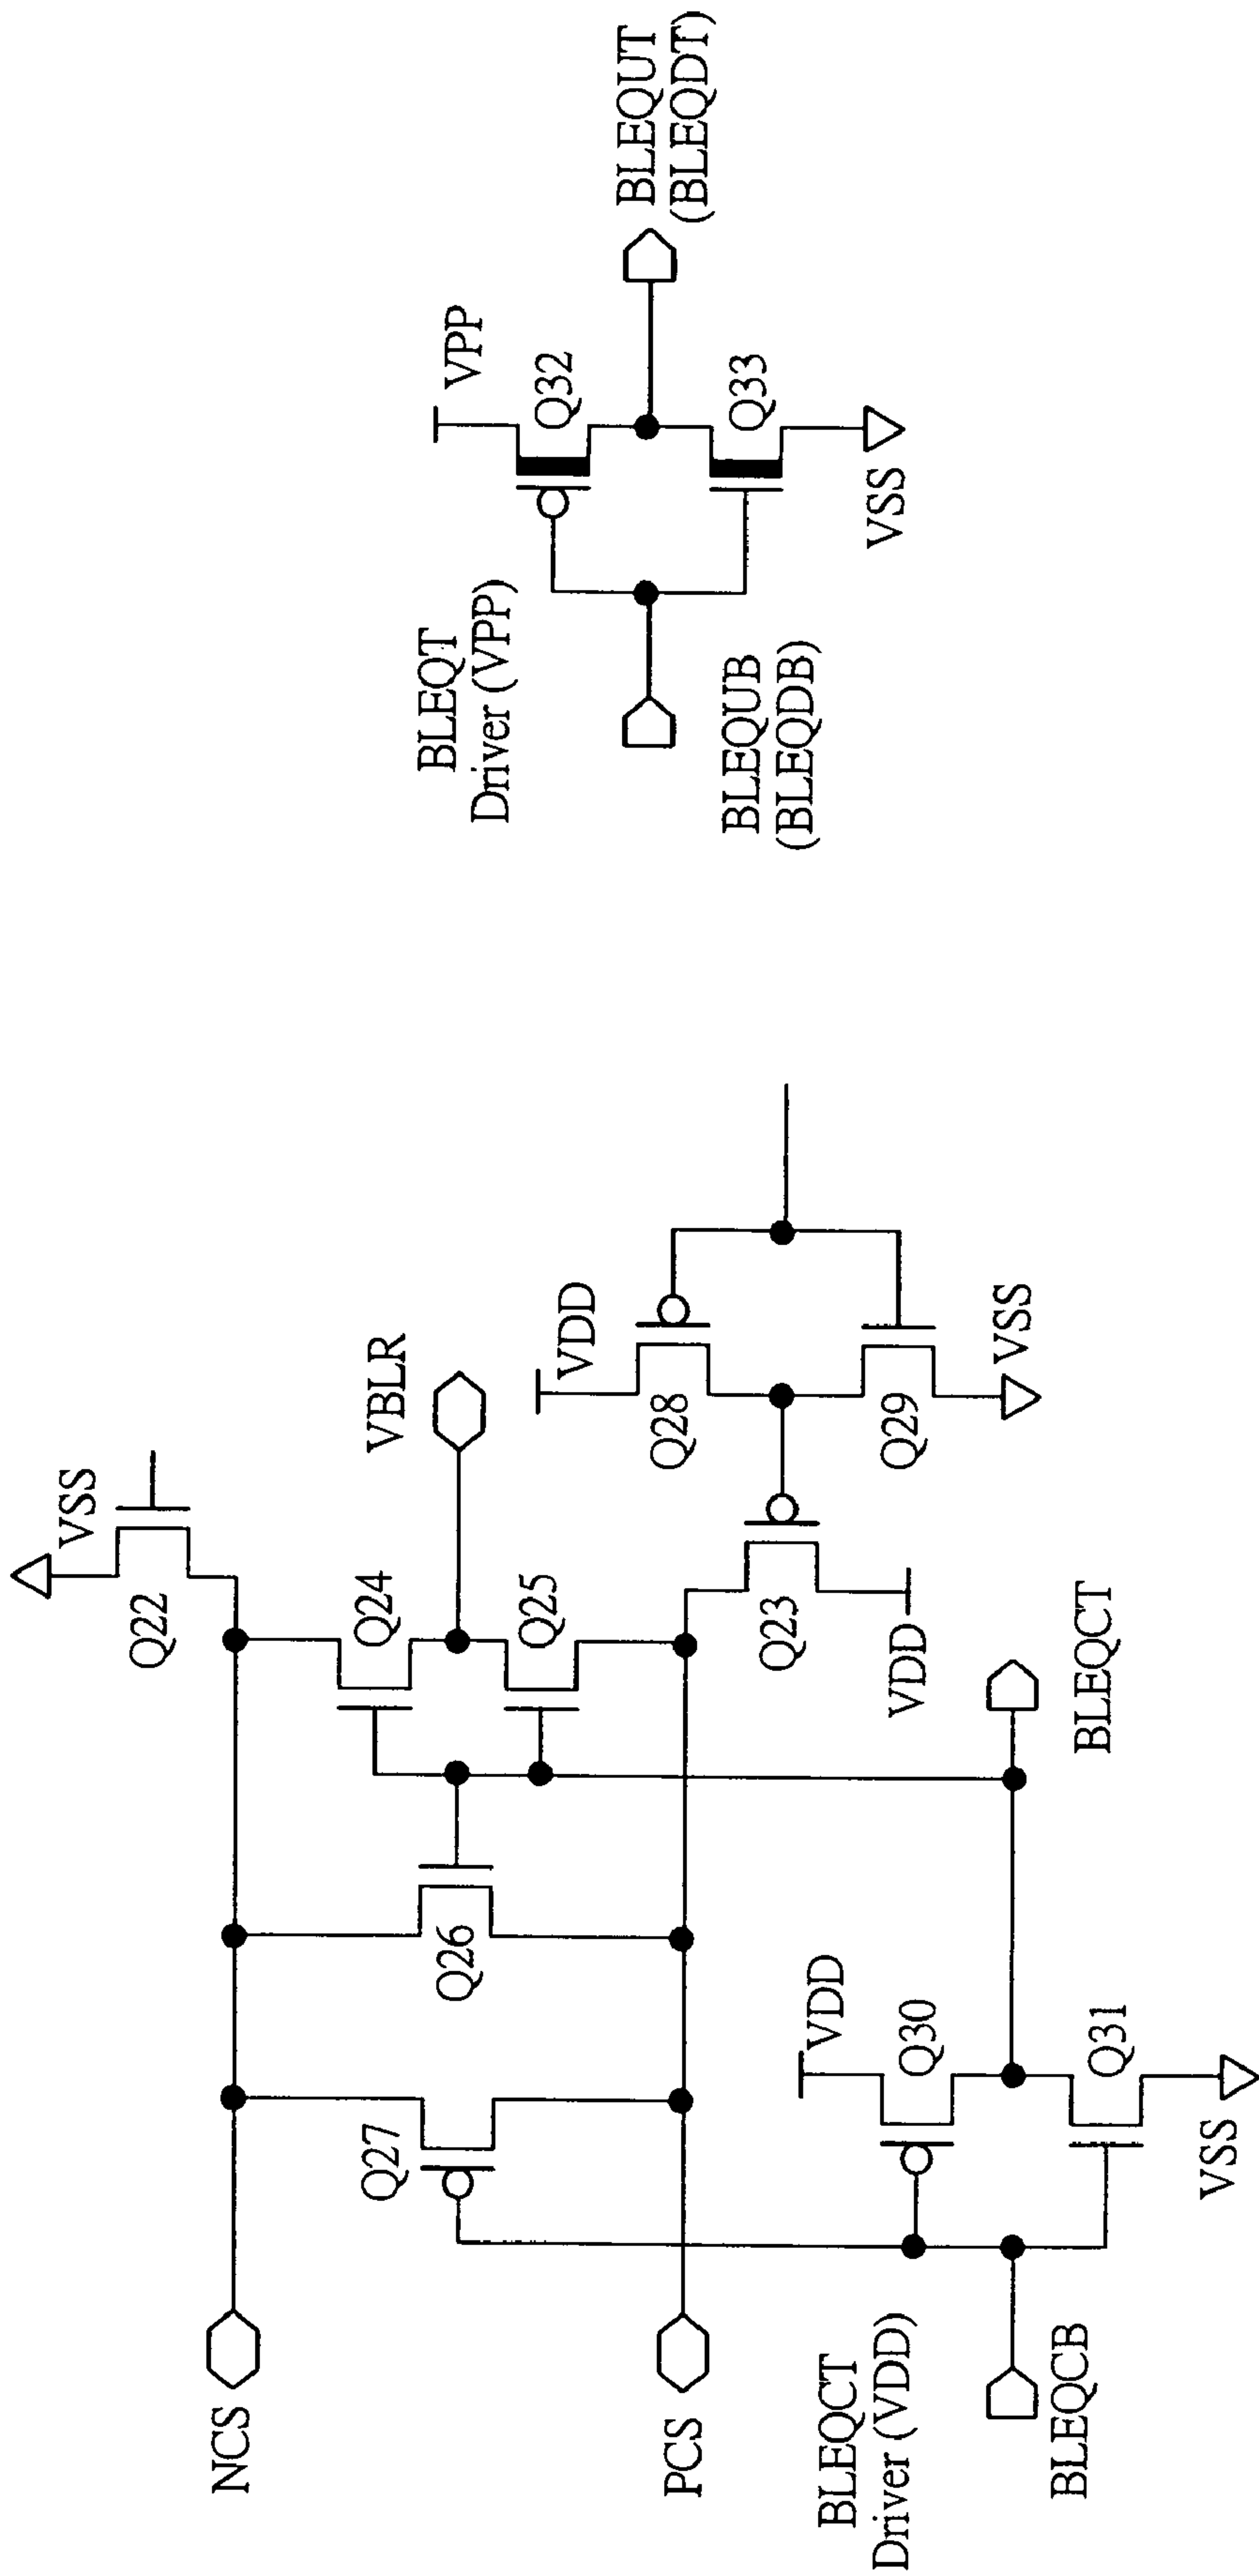 NCS
PCS
BLEQCT
Driver (VDD)
BLEQCB
Q27
Q26
Q22
VSS
Q24
Q25
VBLR
VDD
Q30
Q31
VSS
BLEQCT
Q23
VDD
Q28
VDD
Q29
VSS
BLEQT
Driver (VPP)
BLEQUB
(BLEQDB)
VPP
Q32
Q33
VSS
BLEQUT
(BLEQDT)